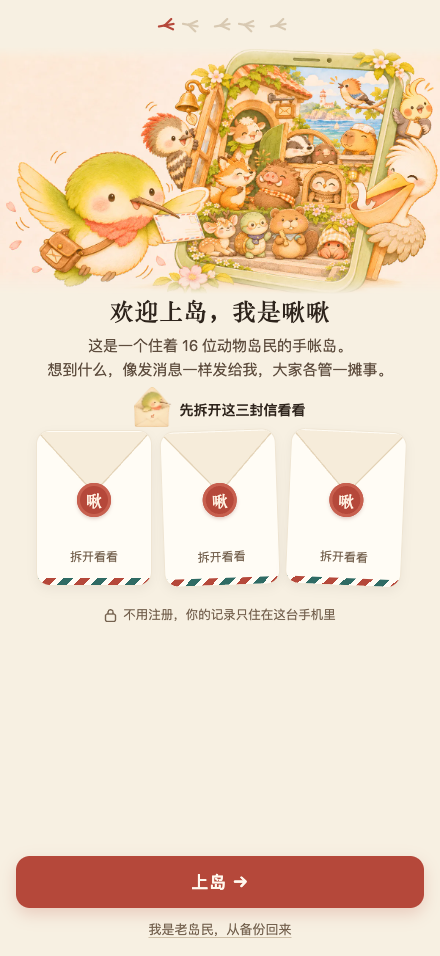 欢迎上岛，我是啾啾
这是一个住着 16 位动物岛民的手帐岛。
想到什么，像发消息一样发给我，大家各管一摊事。
先拆开这三封信看看
啾 啾 啾
拆开看看 拆开看看 拆开看看
不用注册，你的记录只住在这台手机里
上岛 →
我是老岛民，从备份回来